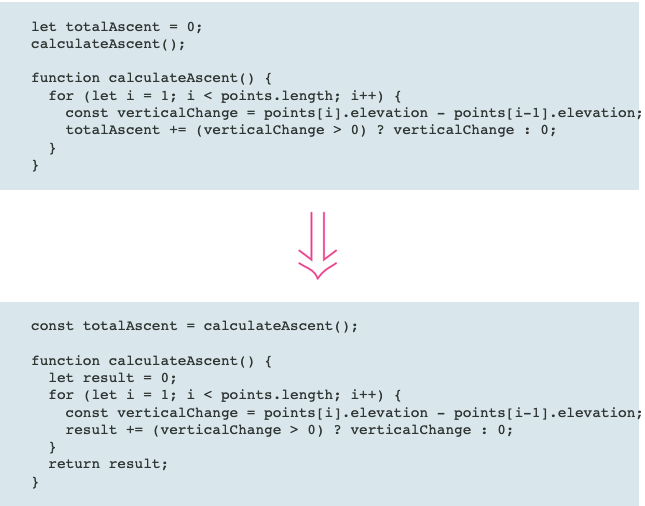 let totalAscent = 0;
calculateAscent();

function calculateAscent() {
  for (let i = 1; i < points.length; i++) {
    const verticalChange = points[i].elevation - points[i-1].elevation;
    totalAscent += (verticalChange > 0) ? verticalChange : 0;
  }
}

const totalAscent = calculateAscent();

function calculateAscent() {
  let result = 0;
  for (let i = 1; i < points.length; i++) {
    const verticalChange = points[i].elevation - points[i-1].elevation;
    result += (verticalChange > 0) ? verticalChange : 0;
  }
  return result;
}